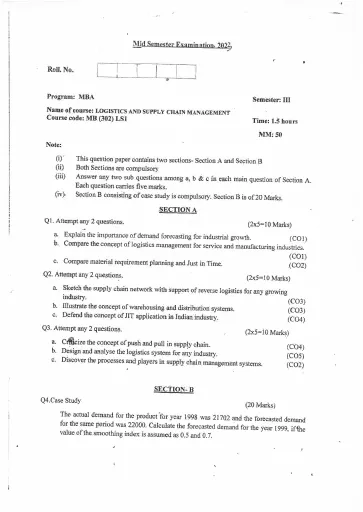 Mid Semester Examination, 2023
Roll. No.
Program: MBA
Semester: III
Name of course: LOGISTICS AND SUPPLY CHAIN MANAGEMENT
Course code: MB (302) LS1
Time: 1.5 hours
MM: 50
Note:
(i) This question paper contains two sections- Section A and Section B
(ii) Both Sections are compulsory
(iii) Answer any two sub questions among a, b & c in each main question of Section A.
Each question carries five marks.
(iv) Section B consisting of case study is compulsory. Section B is of 20 Marks.
SECTION A
Q1. Attempt any 2 questions. (2x5=10 Marks)
a. Explain the importance of demand forecasting for industrial growth. (CO1)
b. Compare the concept of logistics management for service and manufacturing industries.
(CO1)
c. Compare material requirement planning and Just in Time. (CO2)
Q2. Attempt any 2 questions. (2x5=10 Marks)
a. Sketch the supply chain network with support of reverse logistics for any growing
industry. (CO3)
b. Illustrate the concept of warehousing and distribution systems. (CO3)
c. Defend the concept of JIT application in Indian industry. (CO4)
Q3. Attempt any 2 questions. (2x5=10 Marks)
a. Criticize the concept of push and pull in supply chain. (CO4)
b. Design and analyse the logistics system for any industry. (CO5)
c. Discover the processes and players in supply chain management systems. (CO2)
SECTION- B
Q4.Case Study (20 Marks)
The actual demand for the product for year 1998 was 21702 and the forecasted demand
for the same period was 22000. Calculate the forecasted demand for the year 1999, if the
value of the smoothing index is assumed as 0.5 and 0.7.